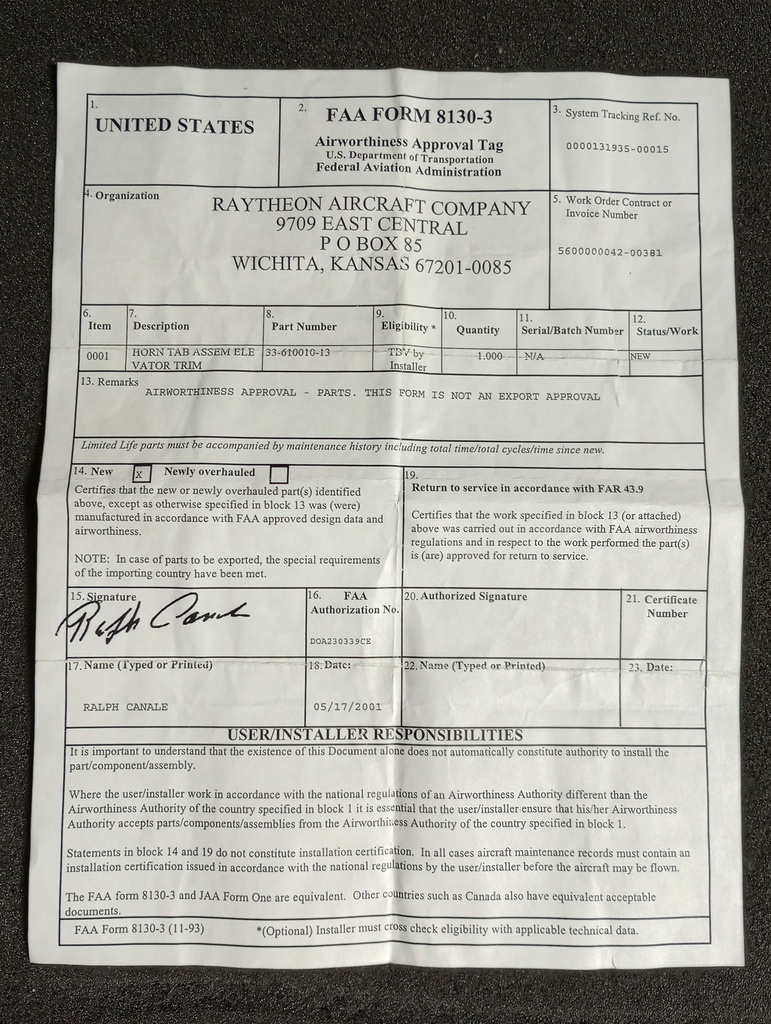 1.
UNITED STATES
2.
FAA FORM 8130-3
Airworthiness Approval Tag
U.S. Department of Transportation
Federal Aviation Administration
3. System Tracking Ref. No.
0000131935-00015
4. Organization
RAYTHEON AIRCRAFT COMPANY
9709 EAST CENTRAL
P O BOX 85
WICHITA, KANSAS 67201-0085
5. Work Order Contract or
Invoice Number
5600000042-00381
6.
Item
7.
Description
8.
Part Number
9.
Eligibility *
10.
Quantity
11.
Serial/Batch Number
12.
Status/Work
0001
HORN TAB ASSEM ELE
VATOR TRIM
33-610010-13
TBV by
Installer
1.000
N/A
NEW
13. Remarks
AIRWORTHINESS APPROVAL - PARTS. THIS FORM IS NOT AN EXPORT APPROVAL
Limited Life parts must be accompanied by maintenance history including total time/total cycles/time since new.
14. New X Newly overhauled
Certifies that the new or newly overhauled part(s) identified
above, except as otherwise specified in block 13 was (were)
manufactured in accordance with FAA approved design data and
airworthiness.
NOTE: In case of parts to be exported, the special requirements
of the importing country have been met.
19.
Return to service in accordance with FAR 43.9
Certifies that the work specified in block 13 (or attached)
above was carried out in accordance with FAA airworthiness
regulations and in respect to the work performed the part(s)
is (are) approved for return to service.
15. Signature
Ralph Canale
16. FAA
Authorization No.
DOA230339CE
20. Authorized Signature
21. Certificate
Number
17. Name (Typed or Printed)
RALPH CANALE
18. Date:
05/17/2001
22. Name (Typed or Printed)
23. Date:
USER/INSTALLER RESPONSIBILITIES
It is important to understand that the existence of this Document alone does not automatically constitute authority to install the
part/component/assembly.
Where the user/installer work in accordance with the national regulations of an Airworthiness Authority different than the
Airworthiness Authority of the country specified in block 1 it is essential that the user/installer ensure that his/her Airworthiness
Authority accepts parts/components/assemblies from the Airworthiness Authority of the country specified in block 1.
Statements in block 14 and 19 do not constitute installation certification. In all cases aircraft maintenance records must contain an
installation certification issued in accordance with the national regulations by the user/installer before the aircraft may be flown.
The FAA form 8130-3 and JAA Form One are equivalent. Other countries such as Canada also have equivalent acceptable
documents.
FAA Form 8130-3 (11-93)
*(Optional) Installer must cross check eligibility with applicable technical data.